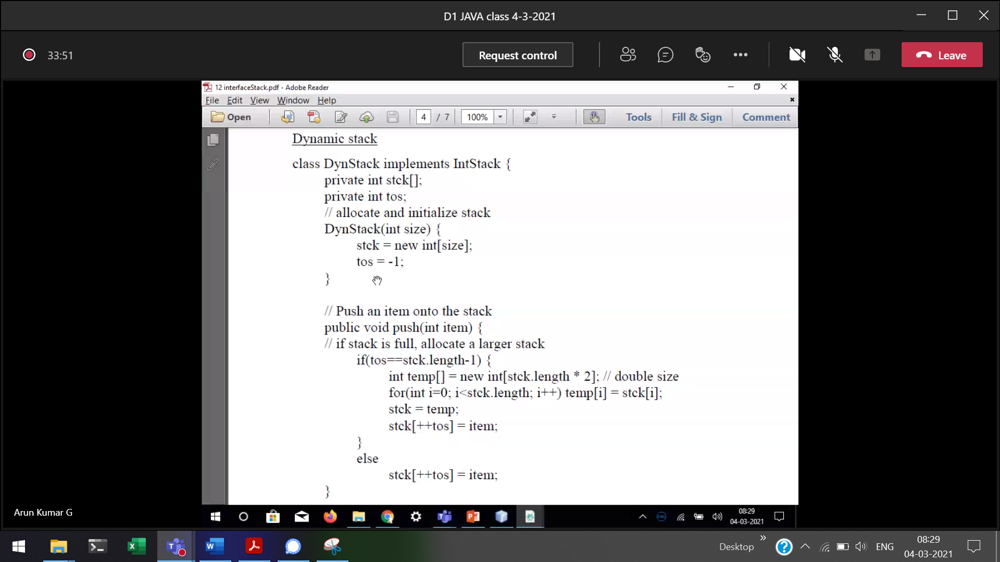 D1 JAVA class 4-3-2021
33:51
Request control
Leave
12 interfaceStack.pdf - Adobe Reader
File Edit View Window Help
Open
4 / 7
100%
Tools
Fill & Sign
Comment
Dynamic stack
class DynStack implements IntStack {
private int stck[];
private int tos;
// allocate and initialize stack
DynStack(int size) {
stck = new int[size];
tos = -1;
}
// Push an item onto the stack
public void push(int item) {
// if stack is full, allocate a larger stack
if(tos==stck.length-1) {
int temp[] = new int[stck.length * 2]; // double size
for(int i=0; i<stck.length; i++) temp[i] = stck[i];
stck = temp;
stck[++tos] = item;
}
else
stck[++tos] = item;
}
Arun Kumar G
08:29
04-03-2021
Desktop
ENG
08:29
04-03-2021